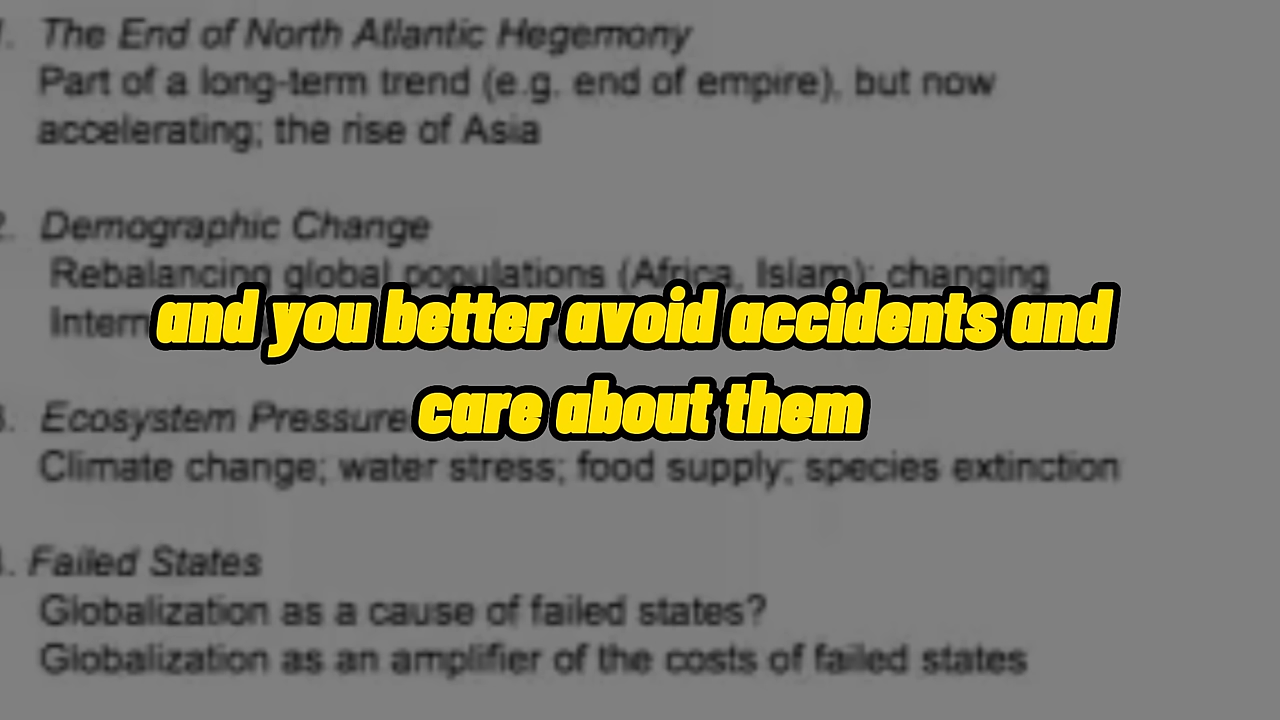 1. The End of North Atlantic Hegemony
Part of a long-term trend (e.g. end of empire), but now
accelerating; the rise of Asia
2. Demographic Change
Rebalancing global populations (Africa, Islam); changing
and you better avoid accidents and
care about them
Ecosystem Pressure
Climate change; water stress; food supply; species extinction
Failed States
Globalization as a cause of failed states?
Globalization as an amplifier of the costs of failed states